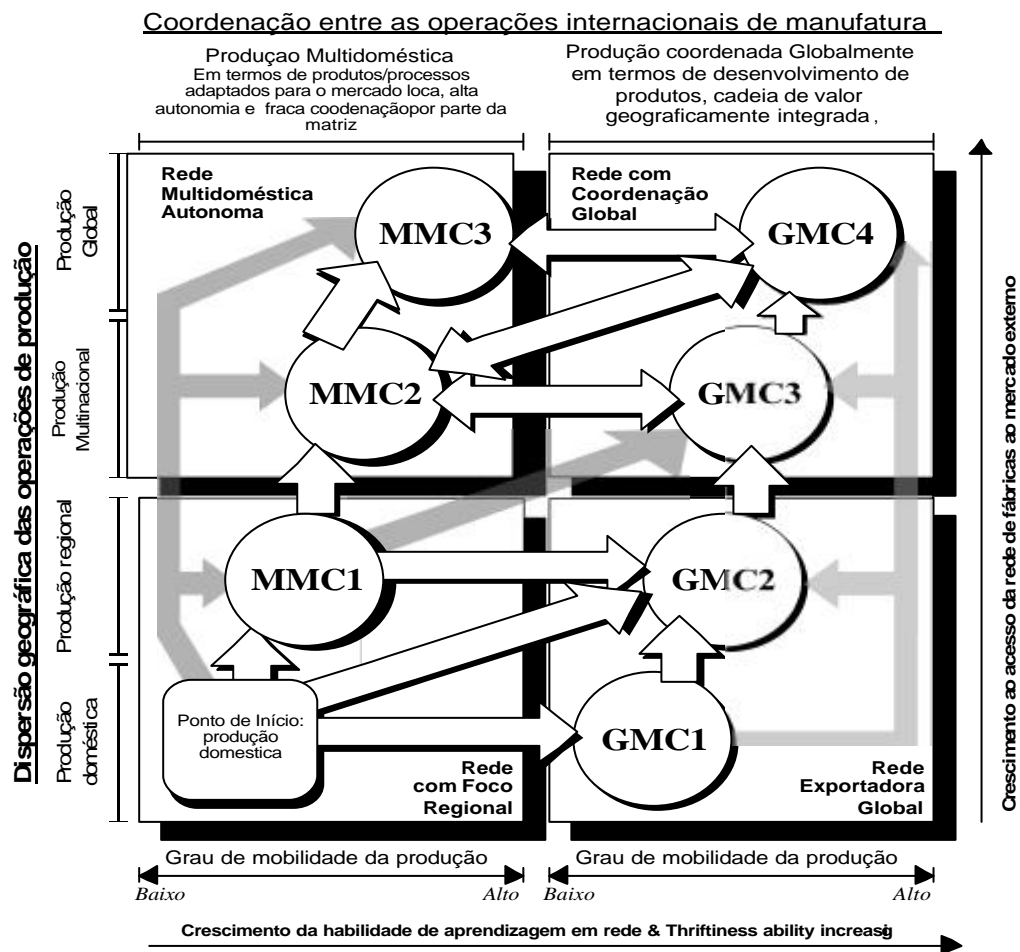 Coordenação entre as operações internacionais de manufatura
Produçao Multidoméstica
Em termos de produtos/processos
adaptados para o mercado loca, alta
autonomia e fraca coodenaçãopor parte da
matriz
Produção coordenada Globalmente
em termos de desenvolvimento de
produtos, cadeia de valor
geograficamente integrada ,
Dispersão geográfica das operações de produção
Produção
Global
Produção
Multinacional
Produção regional
Produção
doméstica
Rede
Multidoméstica
Autonoma
MMC3
Rede com
Coordenação
Global
GMC4
MMC2
GMC3
MMC1
GMC2
Ponto de Início:
produção
domestica
GMC1
Rede
com Foco
Regional
Rede
Exportadora
Global
Crescimento ao acesso da rede de fábricas ao mercado externo
Grau de mobilidade da produção
Baixo
Alto
Grau de mobilidade da produção
Baixo
Alto
Crescimento da habilidade de aprendizagem em rede & Thriftiness ability